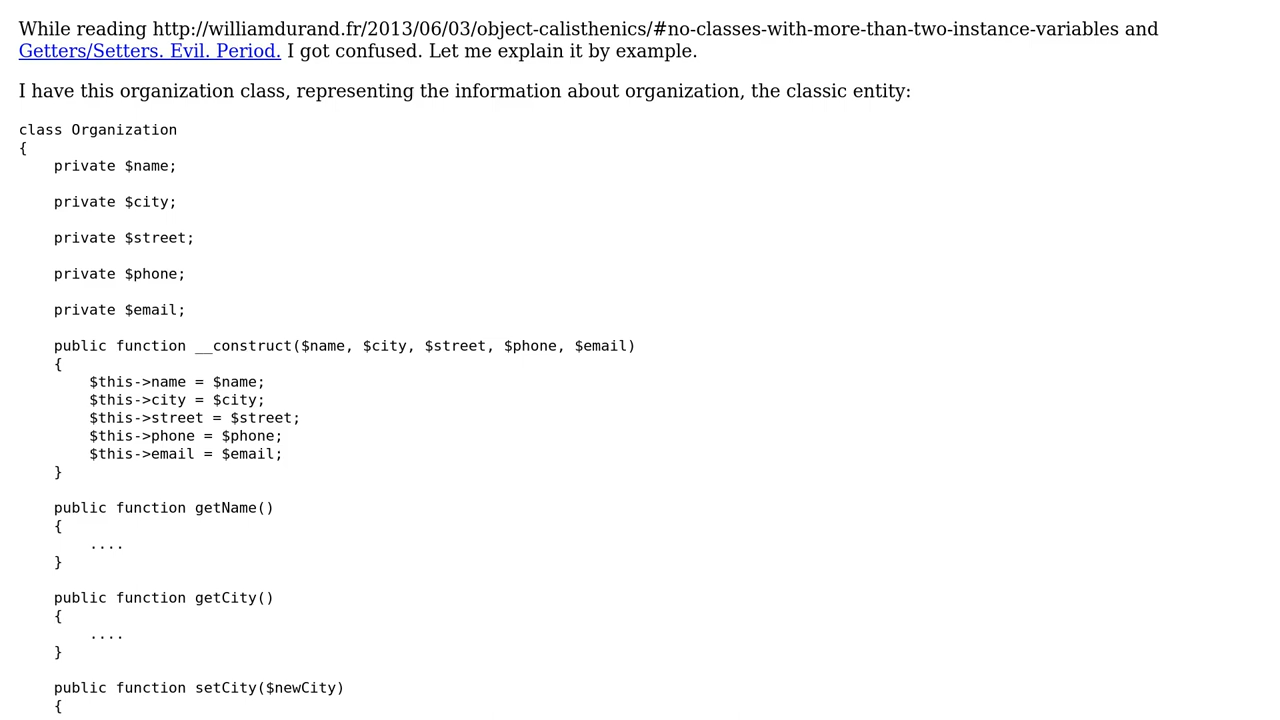 While reading http://williamdurand.fr/2013/06/03/object-calisthenics/#no-classes-with-more-than-two-instance-variables and
Getters/Setters. Evil. Period. I got confused. Let me explain it by example.
I have this organization class, representing the information about organization, the classic entity:
class Organization
{
    private $name;
    private $city;
    private $street;
    private $phone;
    private $email;
    public function __construct($name, $city, $street, $phone, $email)
    {
        $this->name = $name;
        $this->city = $city;
        $this->street = $street;
        $this->phone = $phone;
        $this->email = $email;
    }
    public function getName()
    {
        ....
    }
    public function getCity()
    {
        ....
    }
    public function setCity($newCity)
    {